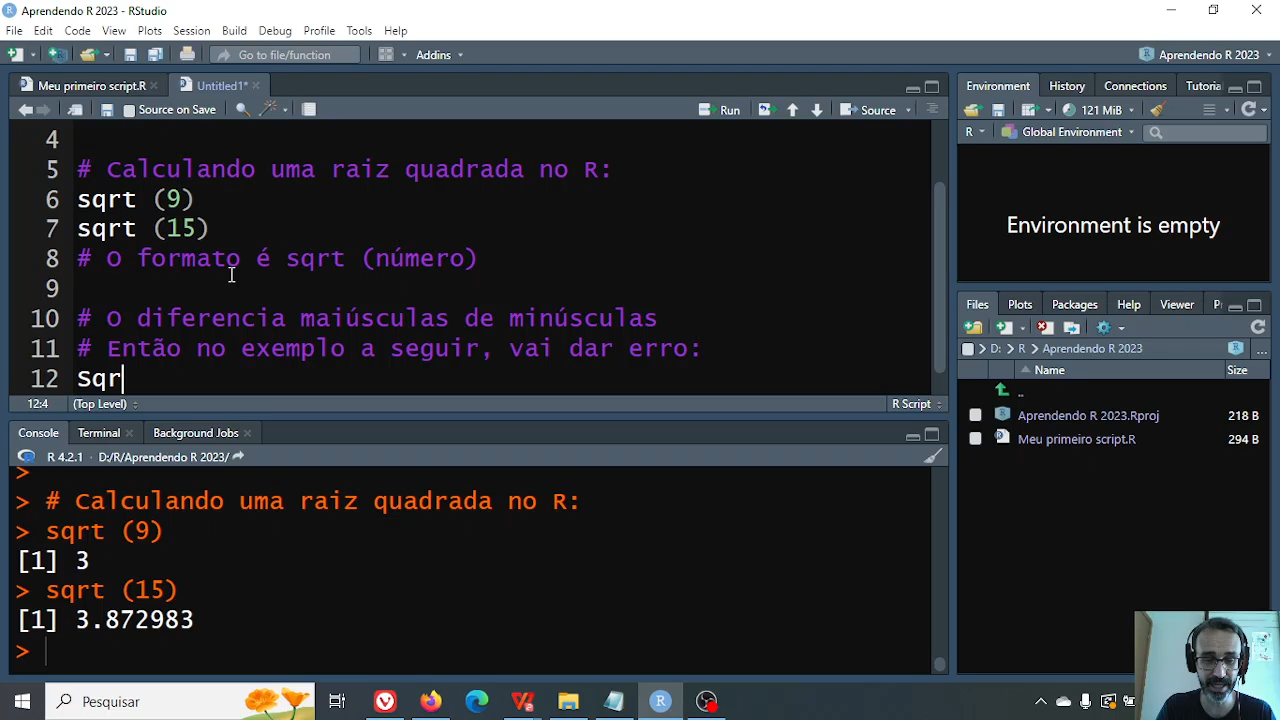 Aprendendo R 2023 - RStudio
File Edit Code View Plots Session Build Debug Profile Tools Help
Go to file/function Addins Aprendendo R 2023
Meu primeiro script.R Untitled1*
Source on Save Run Source
4
5 # Calculando uma raiz quadrada no R:
6 sqrt (9)
7 sqrt (15)
8 # O formato é sqrt (número)
9
10 # O diferencia maiúsculas de minúsculas
11 # Então no exemplo a seguir, vai dar erro:
12 Sqr
12:4 (Top Level) R Script
Console Terminal Background Jobs
R 4.2.1 · D:/R/Aprendendo R 2023/
>
> # Calculando uma raiz quadrada no R:
> sqrt (9)
[1] 3
> sqrt (15)
[1] 3.872983
>
Environment History Connections Tutoria
121 MiB
R Global Environment
Environment is empty
Files Plots Packages Help Viewer P
D: R Aprendendo R 2023 ...
Name Size
..
Aprendendo R 2023.Rproj 218 B
Meu primeiro script.R 294 B
Pesquisar